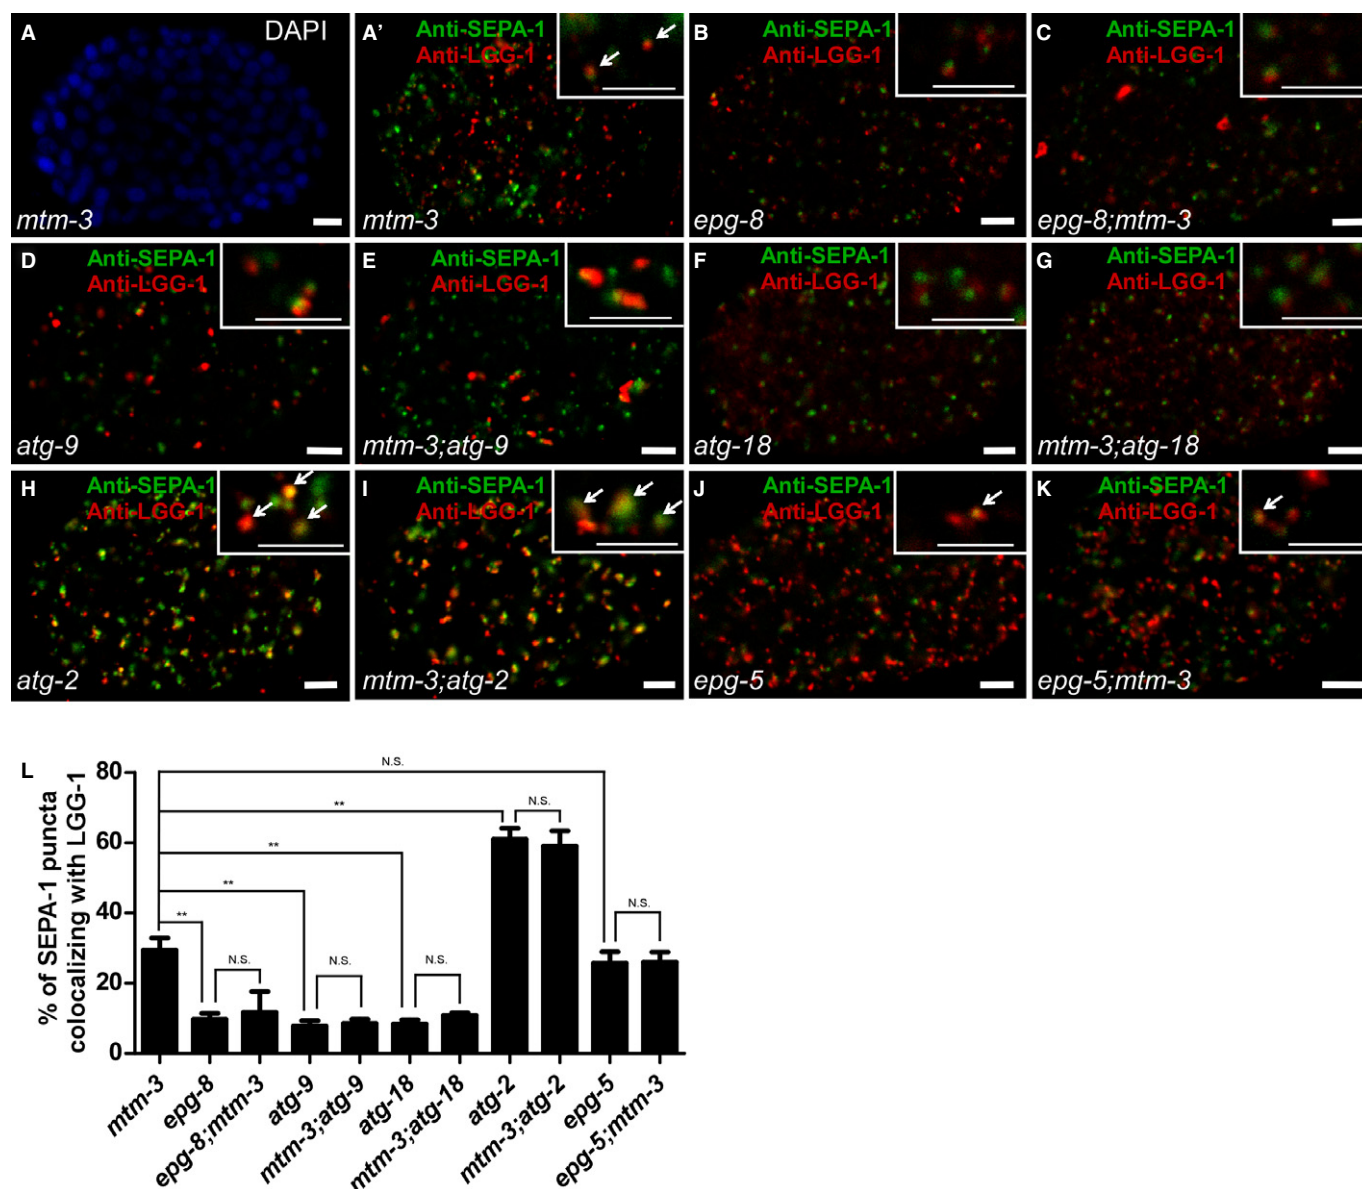 A
DAPI
mtm-3
A’
Anti-SEPA-1
Anti-LGG-1
mtm-3
B
Anti-SEPA-1
Anti-LGG-1
epg-8
C
Anti-SEPA-1
Anti-LGG-1
epg-8;mtm-3
D
Anti-SEPA-1
Anti-LGG-1
atg-9
E
Anti-SEPA-1
Anti-LGG-1
mtm-3;atg-9
F
Anti-SEPA-1
Anti-LGG-1
atg-18
G
Anti-SEPA-1
Anti-LGG-1
mtm-3;atg-18
H
Anti-SEPA-1
Anti-LGG-1
atg-2
I
Anti-SEPA-1
Anti-LGG-1
mtm-3;atg-2
J
Anti-SEPA-1
Anti-LGG-1
epg-5
K
Anti-SEPA-1
Anti-LGG-1
epg-5;mtm-3
L
% of SEPA-1 puncta
colocalizing with LGG-1
80
60
40
20
0
N.S.
**
N.S.
**
**
**
N.S.
N.S.
N.S.
N.S.
mtm-3
epg-8
epg-8;mtm-3
atg-9
mtm-3;atg-9
atg-18
mtm-3;atg-18
atg-2
mtm-3;atg-2
epg-5
epg-5;mtm-3